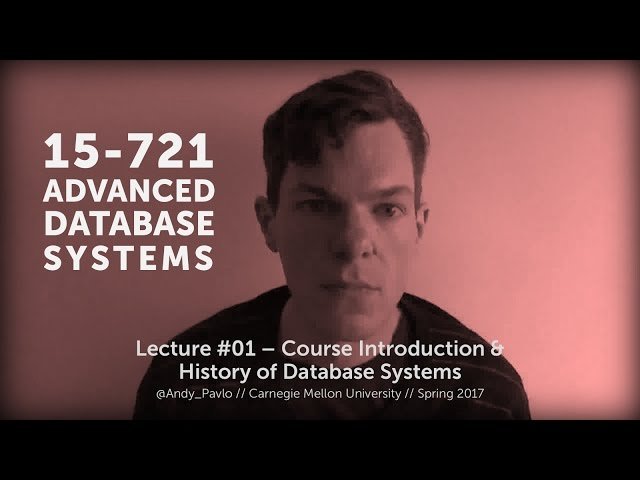 15-721
ADVANCED
DATABASE
SYSTEMS
Lecture #01 – Course Introduction &
History of Database Systems
@Andy_Pavlo // Carnegie Mellon University // Spring 2017